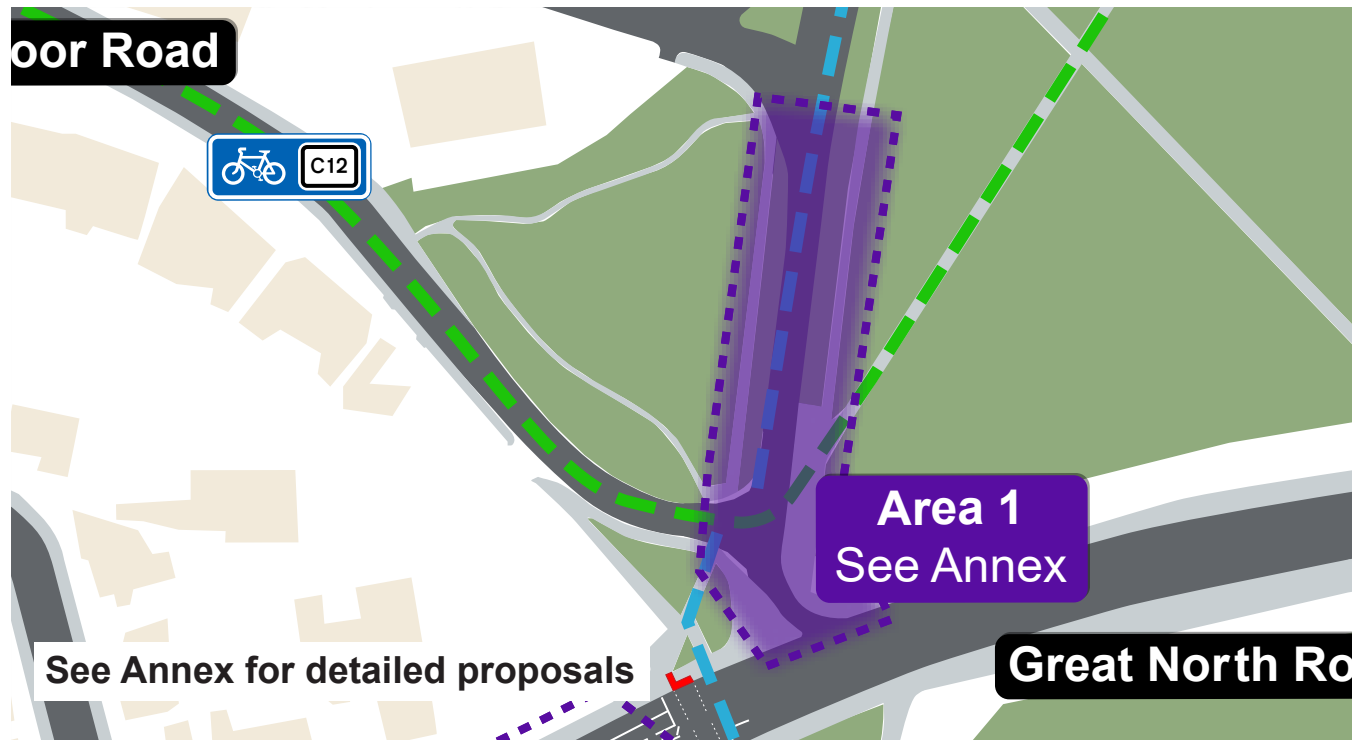 oor Road
C12
Area 1
See Annex
See Annex for detailed proposals
Great North Ro